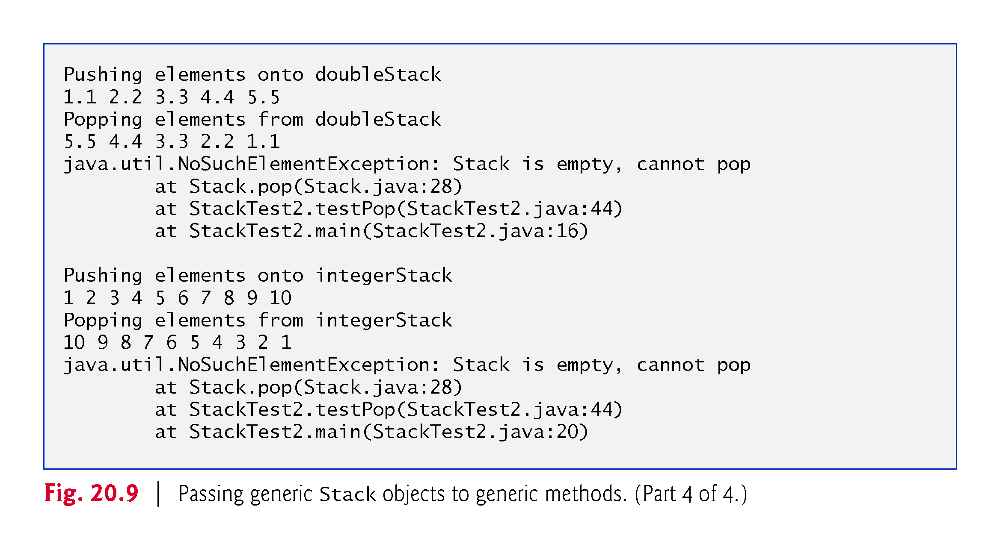 Pushing elements onto doubleStack
1.1 2.2 3.3 4.4 5.5
Popping elements from doubleStack
5.5 4.4 3.3 2.2 1.1
java.util.NoSuchElementException: Stack is empty, cannot pop
        at Stack.pop(Stack.java:28)
        at StackTest2.testPop(StackTest2.java:44)
        at StackTest2.main(StackTest2.java:16)

Pushing elements onto integerStack
1 2 3 4 5 6 7 8 9 10
Popping elements from integerStack
10 9 8 7 6 5 4 3 2 1
java.util.NoSuchElementException: Stack is empty, cannot pop
        at Stack.pop(Stack.java:28)
        at StackTest2.testPop(StackTest2.java:44)
        at StackTest2.main(StackTest2.java:20)
Fig. 20.9 | Passing generic Stack objects to generic methods. (Part 4 of 4.)